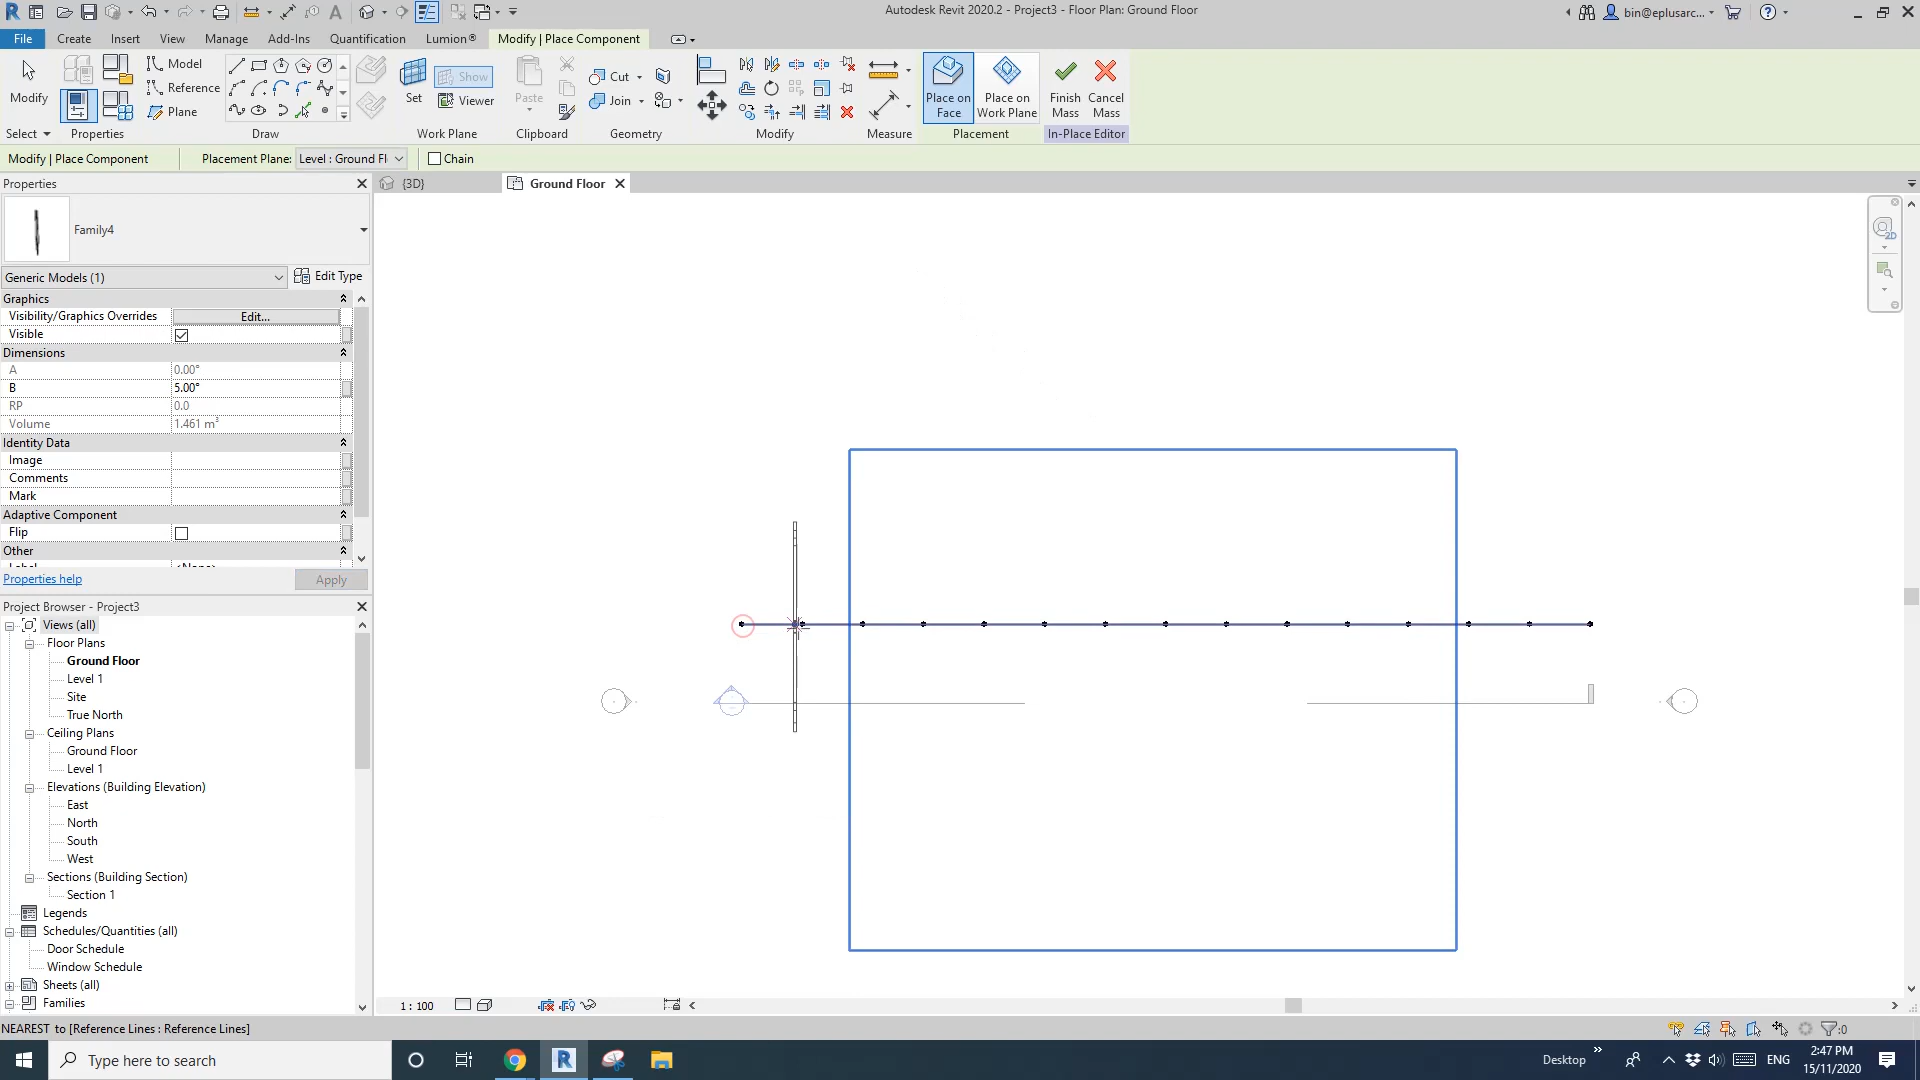 Autodesk Revit 2020.2 - Project3 - Floor Plan: Ground Floor
bin@eplusarc...
File Create Insert View Manage Add-Ins Quantification Lumion® Modify | Place Component
Modify
Model
Reference
Plane
Set
Show
Viewer
Paste
Cut
Join
Place on Face
Place on Work Plane
Finish Mass
Cancel Mass
Select Properties Draw Work Plane Clipboard Geometry Modify Measure Placement In-Place Editor
Modify | Place Component Placement Plane: Level : Ground Fl Chain
Properties
{3D}
Ground Floor
Family4
Generic Models (1) Edit Type
Graphics
Visibility/Graphics Overrides Edit...
Visible
Dimensions
A 0.00°
B 5.00°
RP 0.0
Volume 1.461 m³
Identity Data
Image
Comments
Mark
Adaptive Component
Flip
Other
Properties help Apply
Project Browser - Project3
Views (all)
Floor Plans
Ground Floor
Level 1
Site
True North
Ceiling Plans
Ground Floor
Level 1
Elevations (Building Elevation)
East
North
South
West
Sections (Building Section)
Section 1
Legends
Schedules/Quantities (all)
Door Schedule
Window Schedule
Sheets (all)
Families
1 : 100
NEAREST to [Reference Lines : Reference Lines]
:0
Type here to search
Desktop
ENG
2:47 PM
15/11/2020